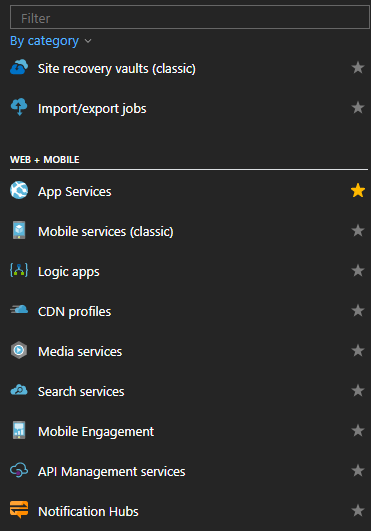 Filter
By category
Site recovery vaults (classic)
Import/export jobs
WEB + MOBILE
App Services
Mobile services (classic)
Logic apps
CDN profiles
Media services
Search services
Mobile Engagement
API Management services
Notification Hubs